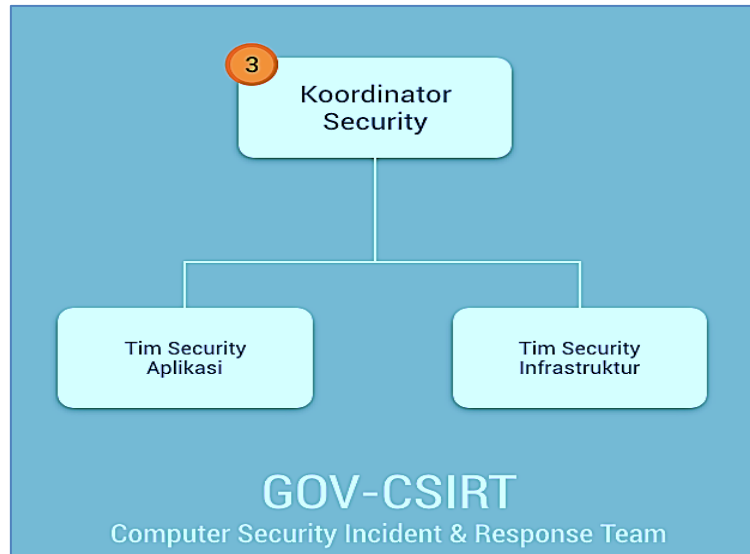 3
Koordinator
Security
Tim Security
Aplikasi
Tim Security
Infrastruktur
GOV-CSIRT
Computer Security Incident & Response Team